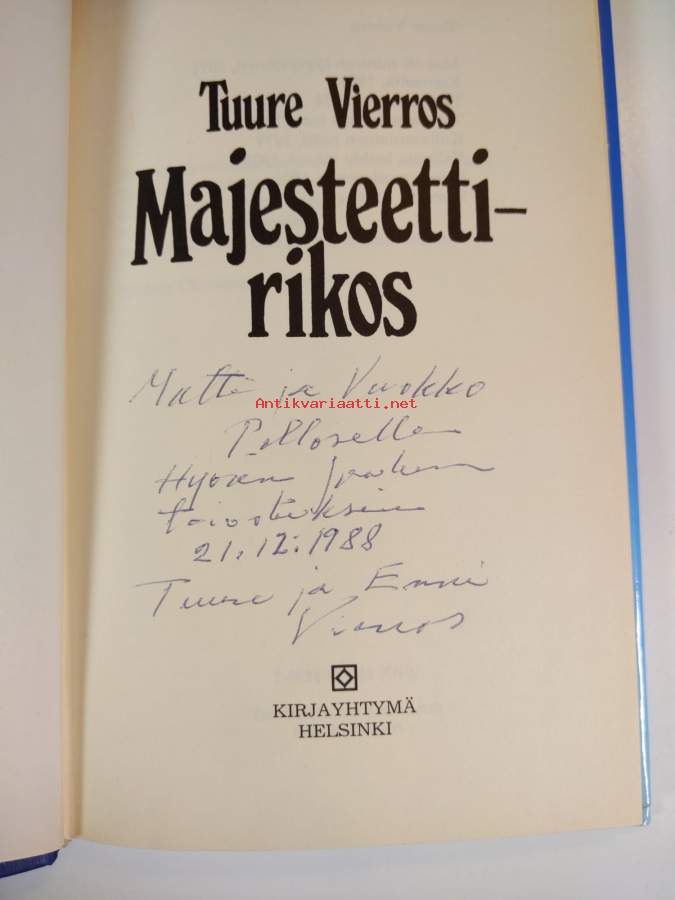 Tuure Vierros
Majesteetti-
rikos
Matti ja Vuokko
Antikvariaatti.net
Pollosella
Hyvän joulun
toivotuksin
21.12.1988
Tuure ja Enni
Vierros
KIRJAYHTYMÄ
HELSINKI